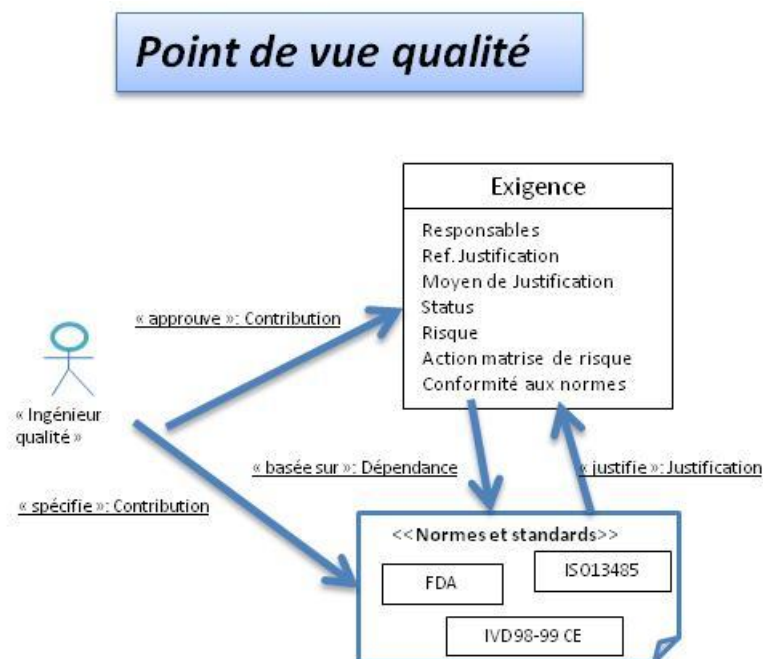 Point de vue qualité
Exigence
Responsables
Ref. Justification
Moyen de Justification
Status
Risque
Action matrise de risque
Conformité aux normes
« approuve »: Contribution
« Ingénieur
qualité »
« basée sur »: Dépendance
« justifie »: Justification
« spécifie »: Contribution
<<Normes et standards>>
FDA
ISO13485
IVD98-99 CE